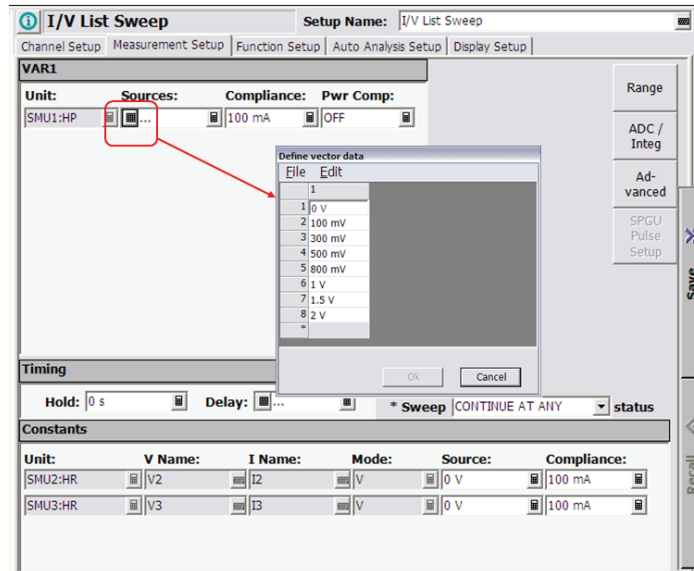 I/V List Sweep Setup Name: I/V List Sweep
Channel Setup Measurement Setup Function Setup Auto Analysis Setup Display Setup
VAR1
Unit: Sources: Compliance: Pwr Comp:
SMU1:HP ... 100 mA OFF
Range
ADC /
Integ
Ad-
vanced
SPGU
Pulse
Setup
Save
Recall
Define vector data
File Edit
1
1 0 V
2 100 mV
3 300 mV
4 500 mV
5 800 mV
6 1 V
7 1.5 V
8 2 V
*
Ok Cancel
Timing
Hold: 0 s Delay: ... * Sweep CONTINUE AT ANY status
Constants
Unit: V Name: I Name: Mode: Source: Compliance:
SMU2:HR V2 I2 V 0 V 100 mA
SMU3:HR V3 I3 V 0 V 100 mA